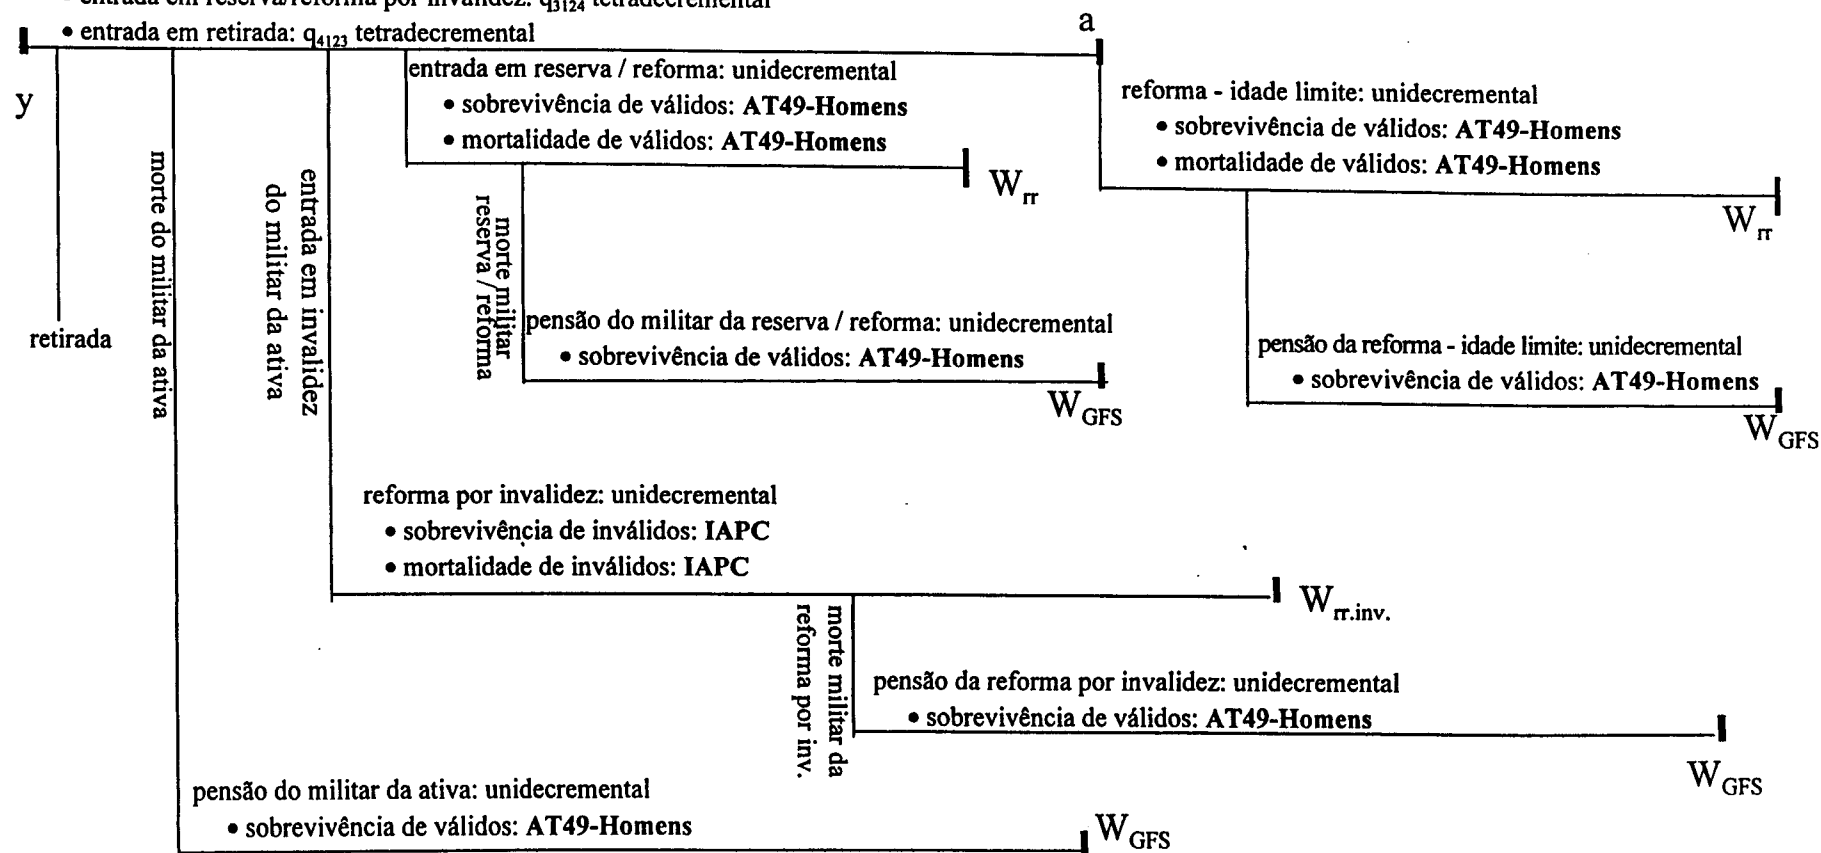 • entrada em reserva/reforma por invalidez: q3124 tetradecremental
• entrada em retirada: q4123 tetradecremental
a
y
entrada em reserva / reforma: unidecremental
• sobrevivência de válidos: AT49-Homens
• mortalidade de válidos: AT49-Homens
Wrr
reforma - idade limite: unidecremental
• sobrevivência de válidos: AT49-Homens
• mortalidade de válidos: AT49-Homens
Wrr
retirada
morte do militar da ativa
entrada em invalidez
do militar da ativa
morte militar
reserva / reforma
pensão do militar da reserva / reforma: unidecremental
• sobrevivência de válidos: AT49-Homens
WGFS
pensão da reforma - idade limite: unidecremental
• sobrevivência de válidos: AT49-Homens
WGFS
reforma por invalidez: unidecremental
• sobrevivência de inválidos: IAPC
• mortalidade de inválidos: IAPC
Wrr.inv.
morte militar da
reforma por inv.
pensão da reforma por invalidez: unidecremental
• sobrevivência de válidos: AT49-Homens
WGFS
pensão do militar da ativa: unidecremental
• sobrevivência de válidos: AT49-Homens
WGFS